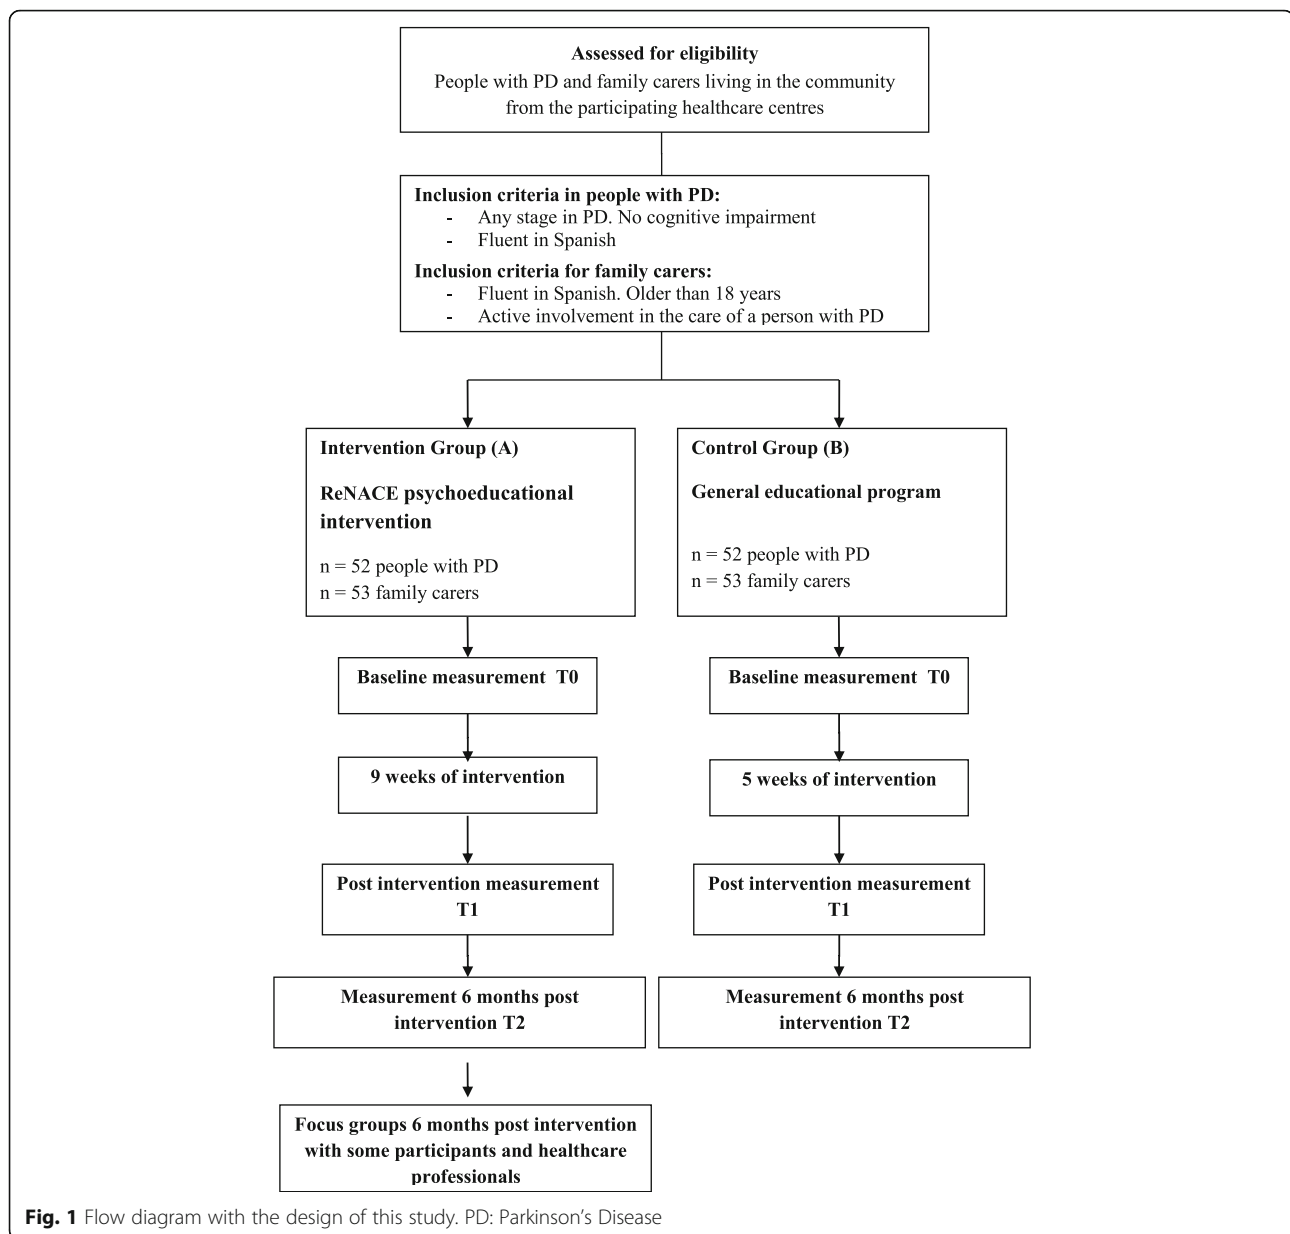 Assessed for eligibility
People with PD and family carers living in the community
from the participating healthcare centres
Inclusion criteria in people with PD:
- Any stage in PD. No cognitive impairment
- Fluent in Spanish
Inclusion criteria for family carers:
- Fluent in Spanish. Older than 18 years
- Active involvement in the care of a person with PD
Intervention Group (A)
ReNACE psychoeducational
intervention
n = 52 people with PD
n = 53 family carers
Control Group (B)
General educational program
n = 52 people with PD
n = 53 family carers
Baseline measurement T0
Baseline measurement T0
9 weeks of intervention
5 weeks of intervention
Post intervention measurement
T1
Post intervention measurement
T1
Measurement 6 months post
intervention T2
Measurement 6 months post
intervention T2
Focus groups 6 months post intervention
with some participants and healthcare
professionals
Fig. 1 Flow diagram with the design of this study. PD: Parkinson's Disease